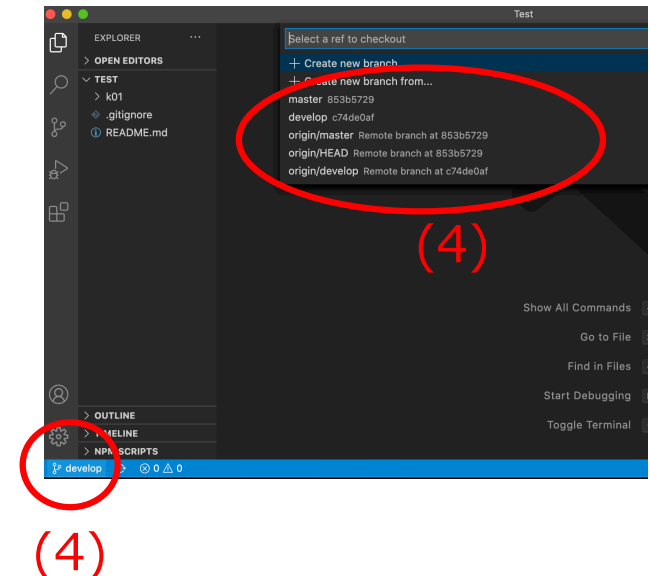 Test
EXPLORER ...
Select a ref to checkout
> OPEN EDITORS
+ Create new branch...
TEST
+ Create new branch from...
> k01
master 853b5729
.gitignore
develop c74de0af
README.md
origin/master Remote branch at 853b5729
origin/HEAD Remote branch at 853b5729
origin/develop Remote branch at c74de0af
(4)
Show All Commands
Go to File
Find in Files
Start Debugging
Toggle Terminal
> OUTLINE
> TIMELINE
> NPM SCRIPTS
develop 0 0
(4)